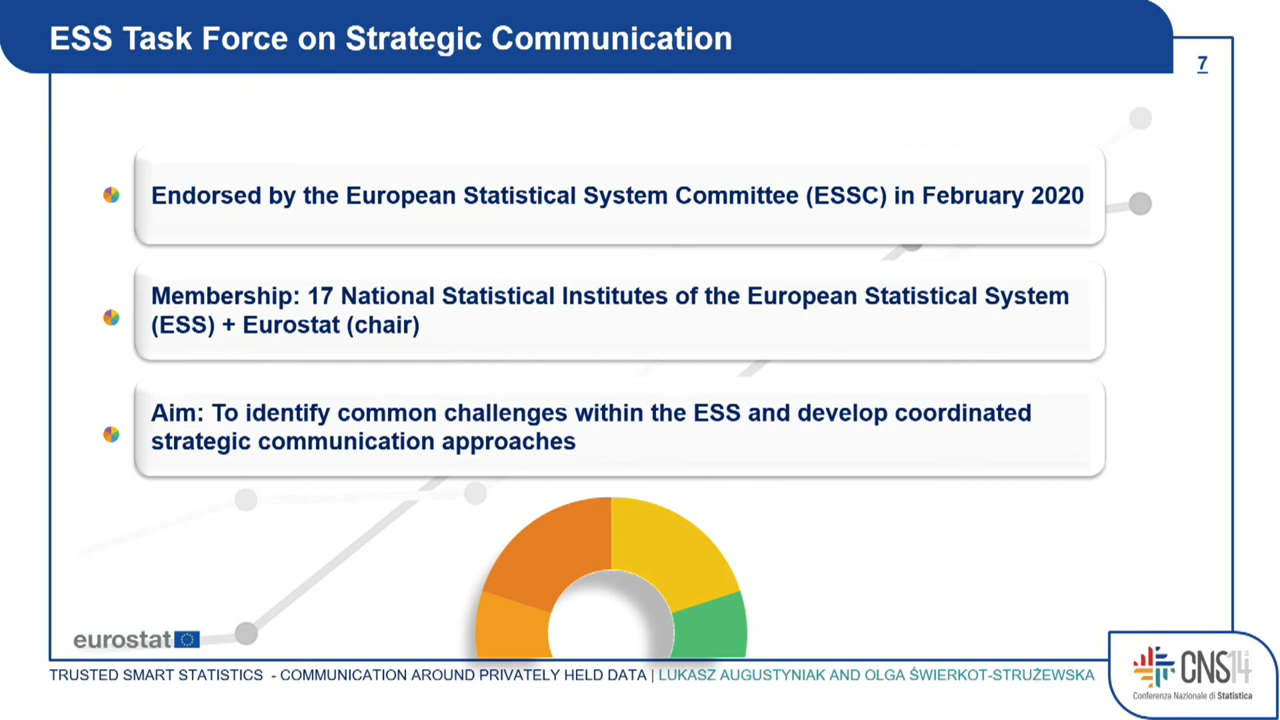 ESS Task Force on Strategic Communication
7
Endorsed by the European Statistical System Committee (ESSC) in February 2020
Membership: 17 National Statistical Institutes of the European Statistical System
(ESS) + Eurostat (chair)
Aim: To identify common challenges within the ESS and develop coordinated
strategic communication approaches
eurostat
TRUSTED SMART STATISTICS - COMMUNICATION AROUND PRIVATELY HELD DATA | LUKASZ AUGUSTYNIAK AND OLGA ŚWIERKOT-STRUŻEWSKA
CNS14
Conferenza Nazionale di Statistica